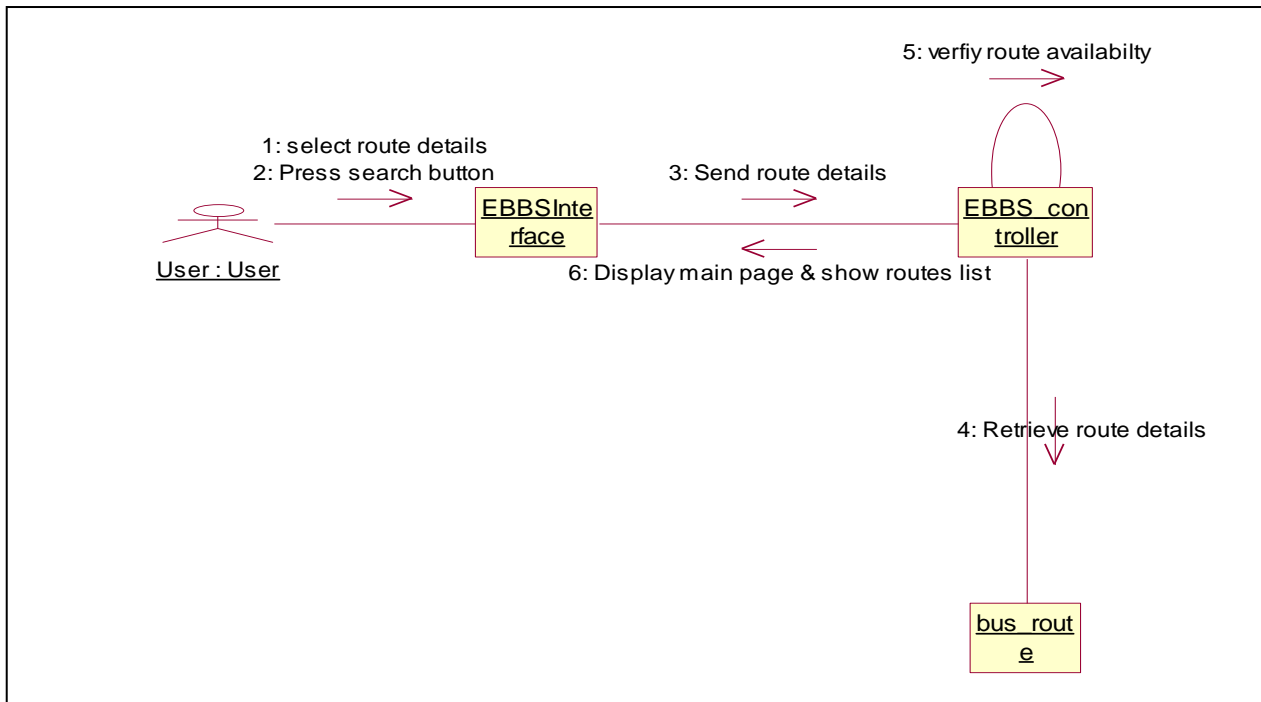 5: verfiy route availabilty
1: select route details
2: Press search button
3: Send route details
EBBSInte
rface
EBBS_con
troller
User : User
6: Display main page & show routes list
4: Retrieve route details
bus_rout
e